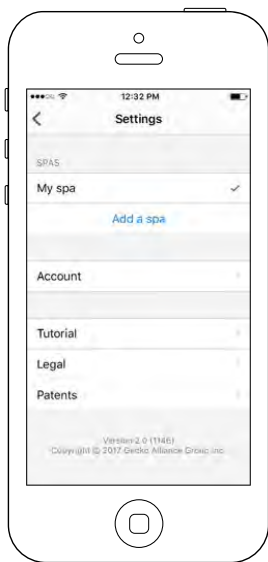 12:32 PM
Settings
SPAS
My spa
Add a spa
Account
Tutorial
Legal
Patents
Version 2.0 (1146)
Copyright © 2017 Gecko Alliance Group Inc.